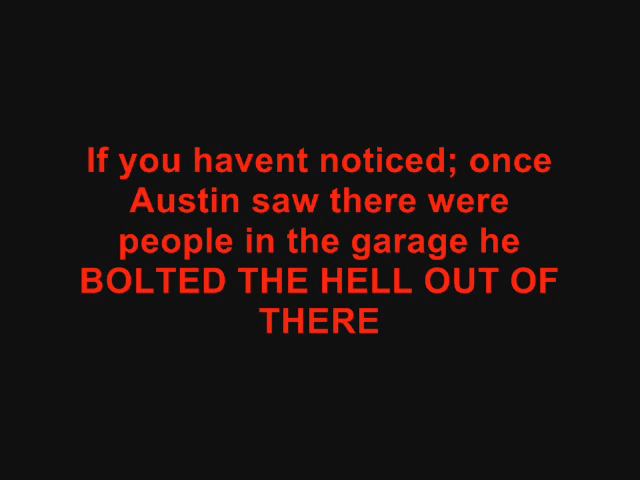 If you havent noticed; once
Austin saw there were
people in the garage he
BOLTED THE HELL OUT OF
THERE